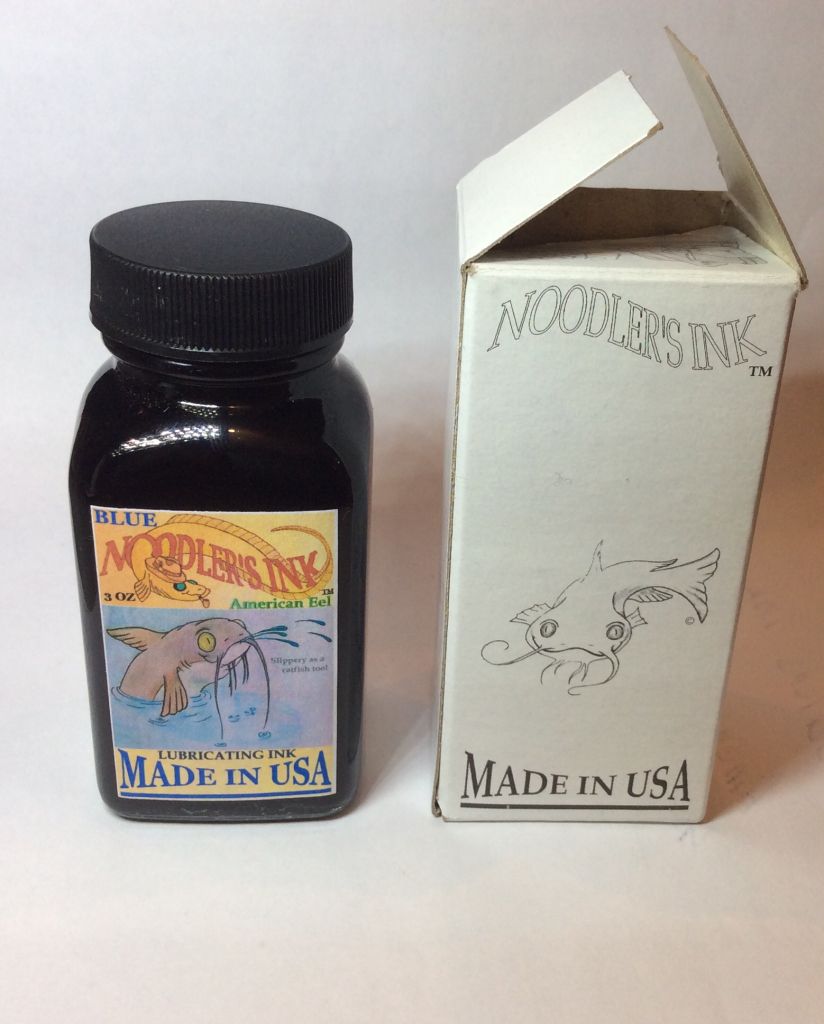 BLUE
NOODLER'S INK
TM
3 OZ
American Eel
Slippery as a
catfish too!
LUBRICATING INK
MADE IN USA
NOODLER'S INK
TM
©
MADE IN USA